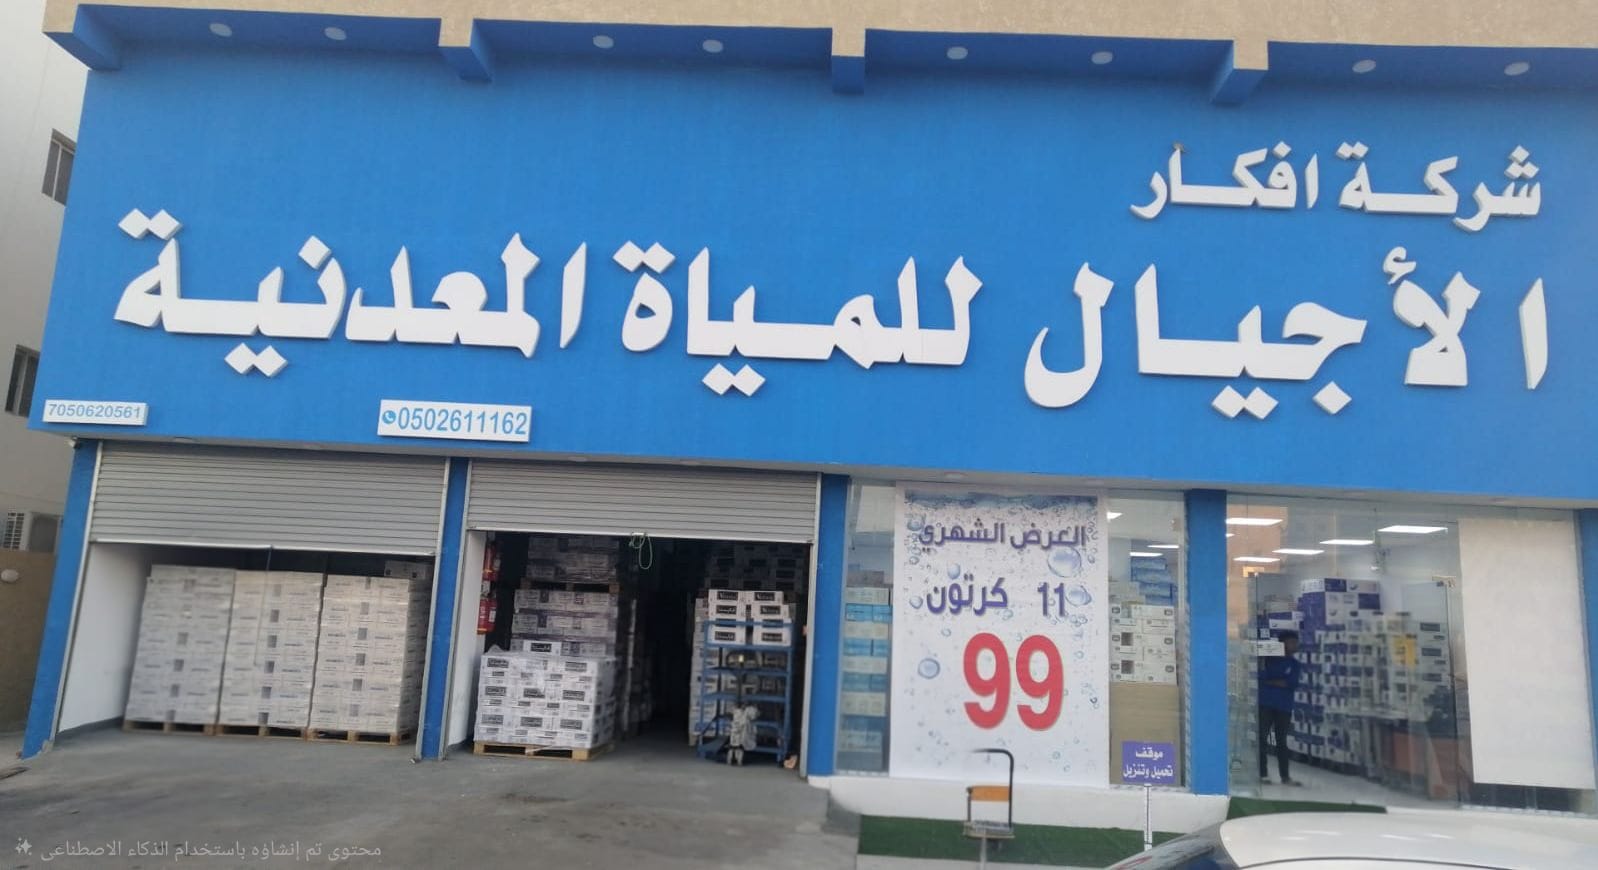 شركة افكار
الأجيال للمياة المعدنية
7050620561
0502611162
العرض الشهري
11 كرتون
99
موقف
تحميل وتنزيل
محتوى تم إنشاؤه باستخدام الذكاء الاصطناعي